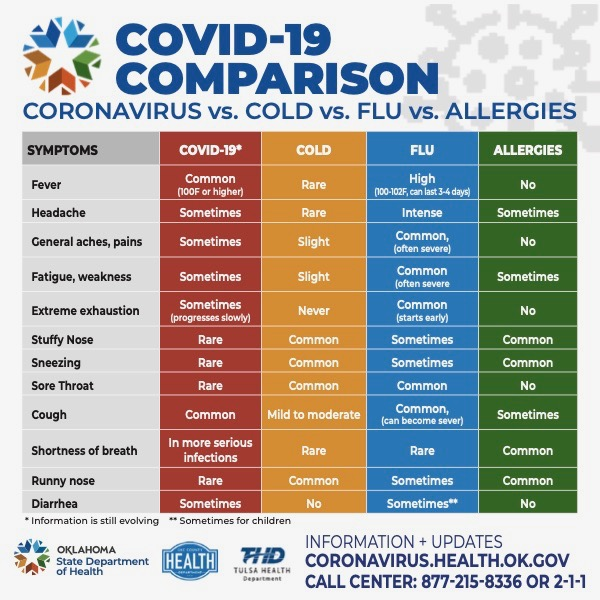 COVID-19
COMPARISON
CORONAVIRUS vs. COLD vs. FLU vs. ALLERGIES
SYMPTOMS COVID-19* COLD FLU ALLERGIES
Fever Common (100F or higher) Rare High (100-102F, can last 3-4 days) No
Headache Sometimes Rare Intense Sometimes
General aches, pains Sometimes Slight Common, (often severe) No
Fatigue, weakness Sometimes Slight Common (often severe Sometimes
Extreme exhaustion Sometimes (progresses slowly) Never Common (starts early) No
Stuffy Nose Rare Common Sometimes Common
Sneezing Rare Common Sometimes Common
Sore Throat Rare Common Common No
Cough Common Mild to moderate Common, (can become sever) Sometimes
Shortness of breath In more serious infections Rare Rare Common
Runny nose Rare Common Sometimes Common
Diarrhea Sometimes No Sometimes** No
* Information is still evolving ** Sometimes for children
OKLAHOMA
State Department
of Health
HEALTH
THD
TULSA HEALTH
Department
INFORMATION + UPDATES
CORONAVIRUS.HEALTH.OK.GOV
CALL CENTER: 877-215-8336 OR 2-1-1